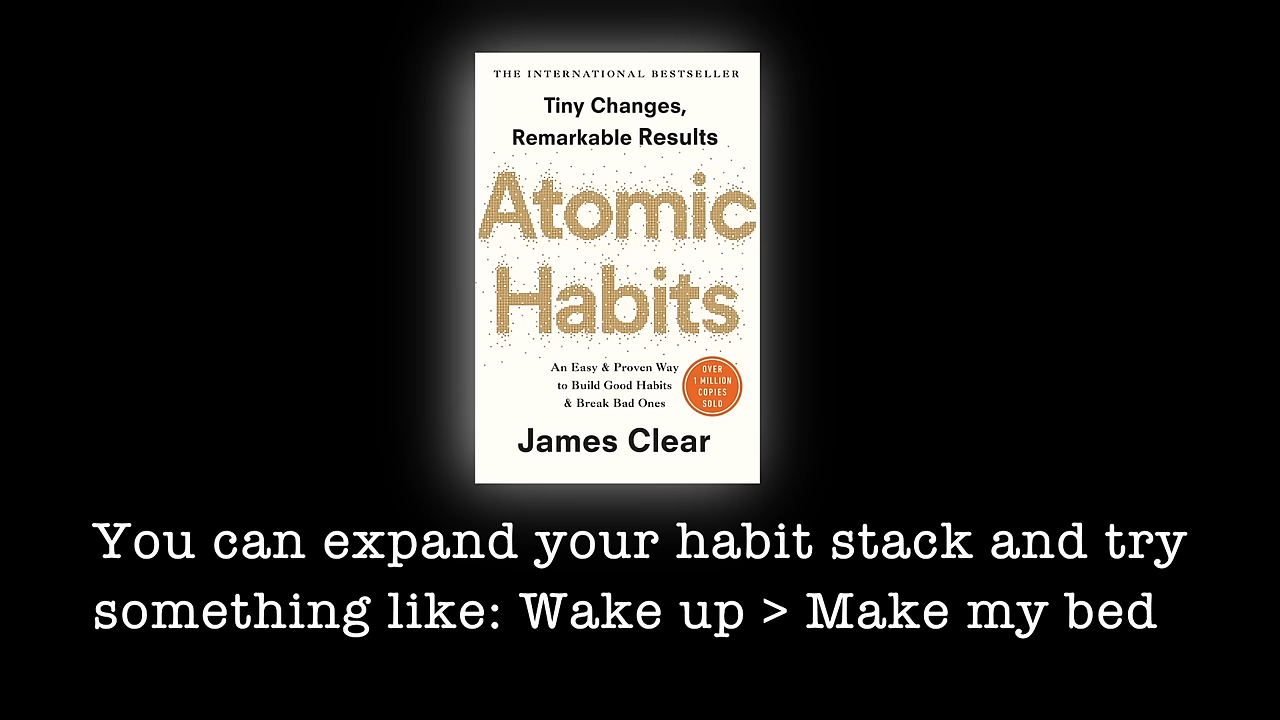 THE INTERNATIONAL BESTSELLER
Tiny Changes,
Remarkable Results
Atomic
Habits
An Easy & Proven Way
to Build Good Habits
& Break Bad Ones
OVER
1 MILLION
COPIES
SOLD
James Clear
You can expand your habit stack and try
something like: Wake up > Make my bed